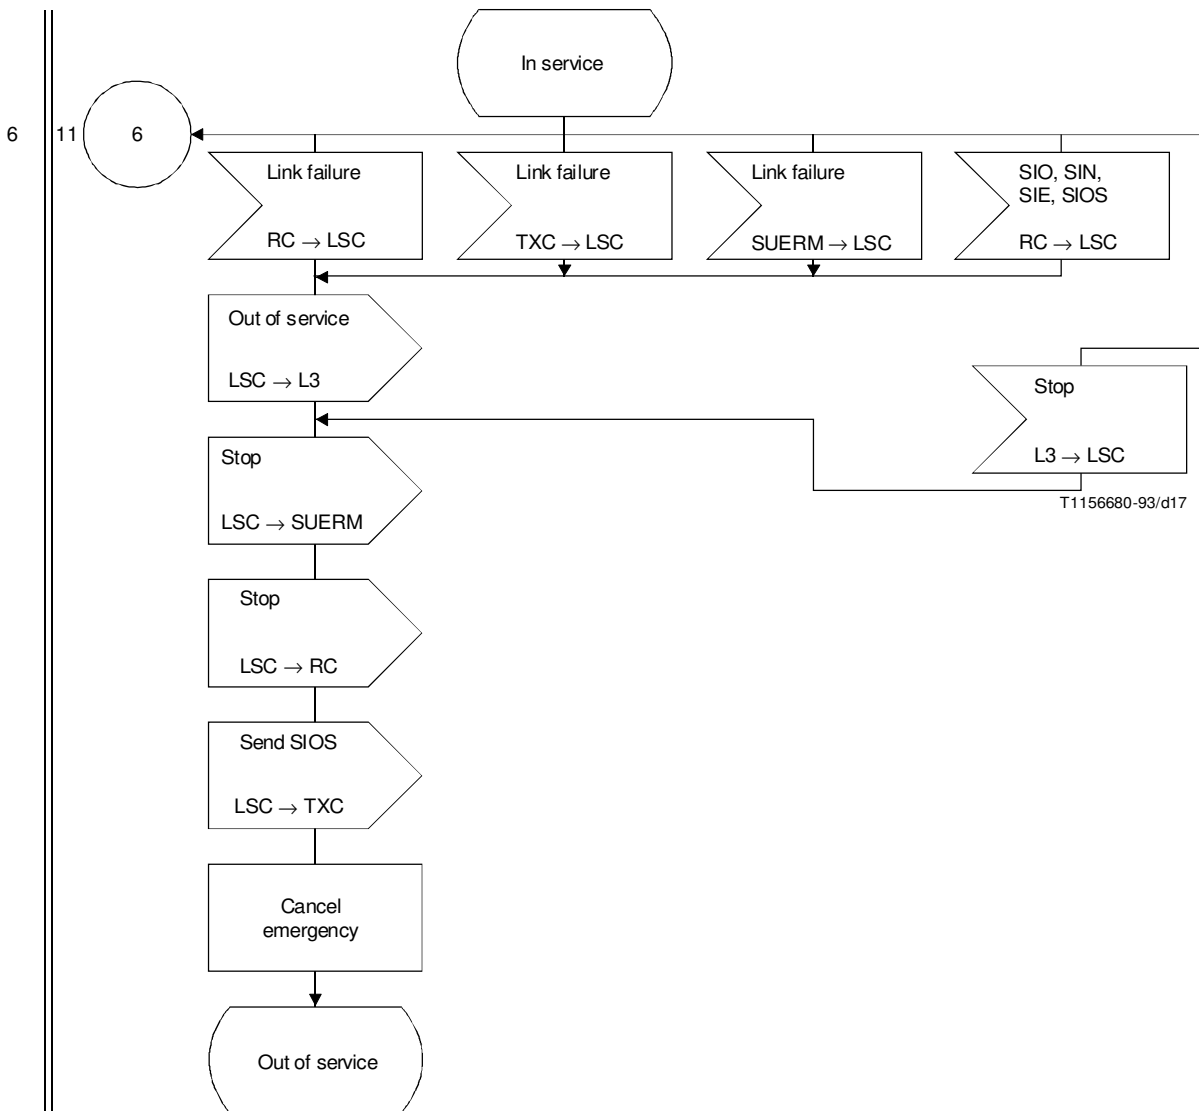 In service
6
11
6
Link failure
RC → LSC
Link failure
TXC → LSC
Link failure
SUERM → LSC
SIO, SIN,
SIE, SIOS
RC → LSC
Out of service
LSC → L3
Stop
L3 → LSC
T1156680-93/d17
Stop
LSC → SUERM
Stop
LSC → RC
Send SIOS
LSC → TXC
Cancel
emergency
Out of service